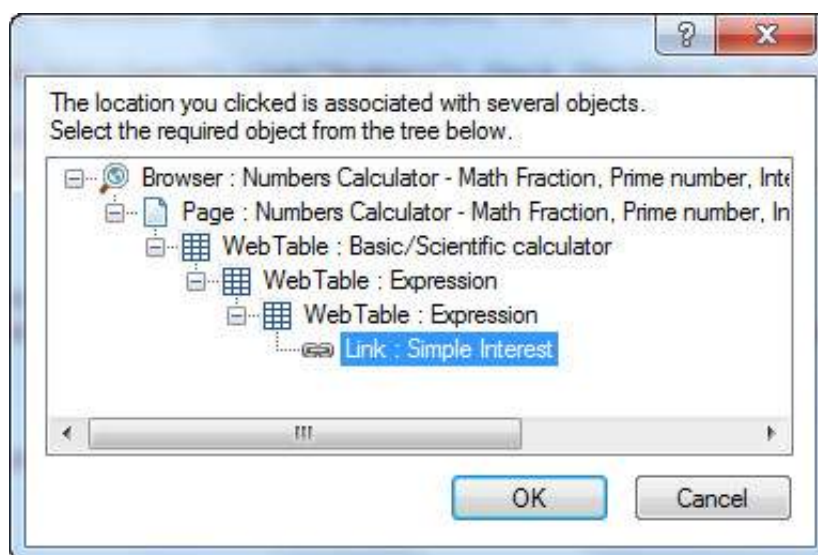 The location you clicked is associated with several objects.
Select the required object from the tree below.
Browser : Numbers Calculator - Math Fraction, Prime number, Inte
Page : Numbers Calculator - Math Fraction, Prime number, In
WebTable : Basic/Scientific calculator
WebTable : Expression
WebTable : Expression
Link : Simple Interest
OK Cancel